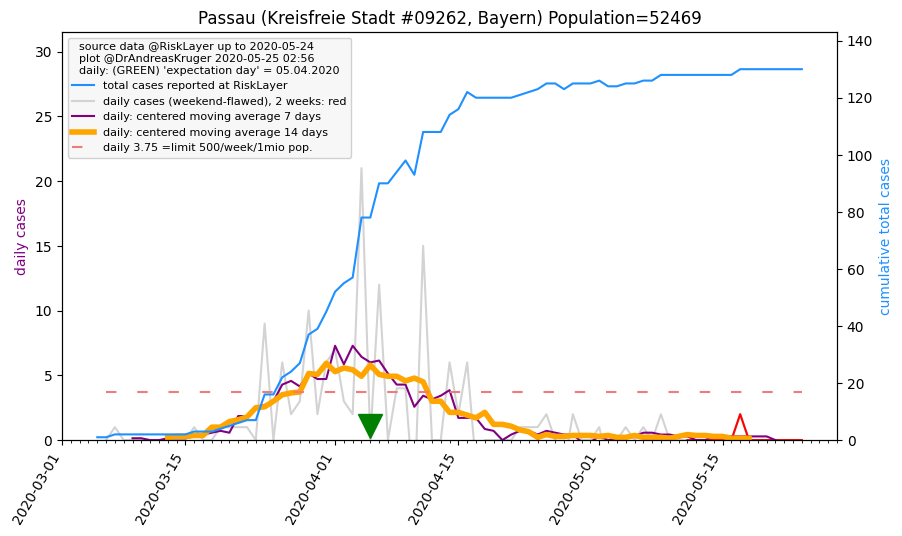 Passau (Kreisfreie Stadt #09262, Bayern) Population=52469
source data @RiskLayer up to 2020-05-24
plot @DrAndreasKruger 2020-05-25 02:56
daily: (GREEN) 'expectation day' = 05.04.2020
total cases reported at RiskLayer
daily cases (weekend-flawed), 2 weeks: red
daily: centered moving average 7 days
daily: centered moving average 14 days
daily 3.75 =limit 500/week/1mio pop.
daily cases
30
25
20
15
10
5
0
cumulative total cases
140
120
100
80
60
40
20
0
2020-03-01
2020-03-15
2020-04-01
2020-04-15
2020-05-01
2020-05-15